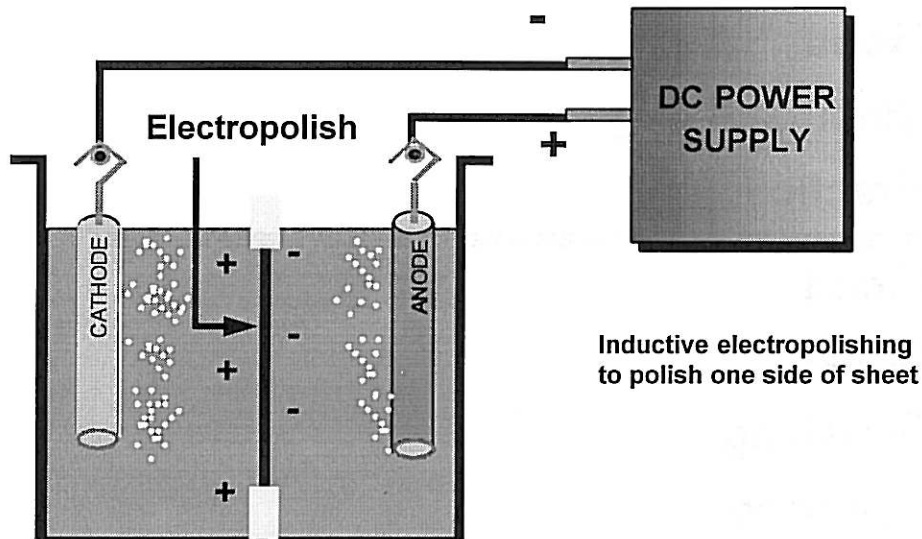 -
DC POWER
SUPPLY
+
Electropolish
CATHODE
ANODE
+
-
-
+
-
+
Inductive electropolishing
to polish one side of sheet